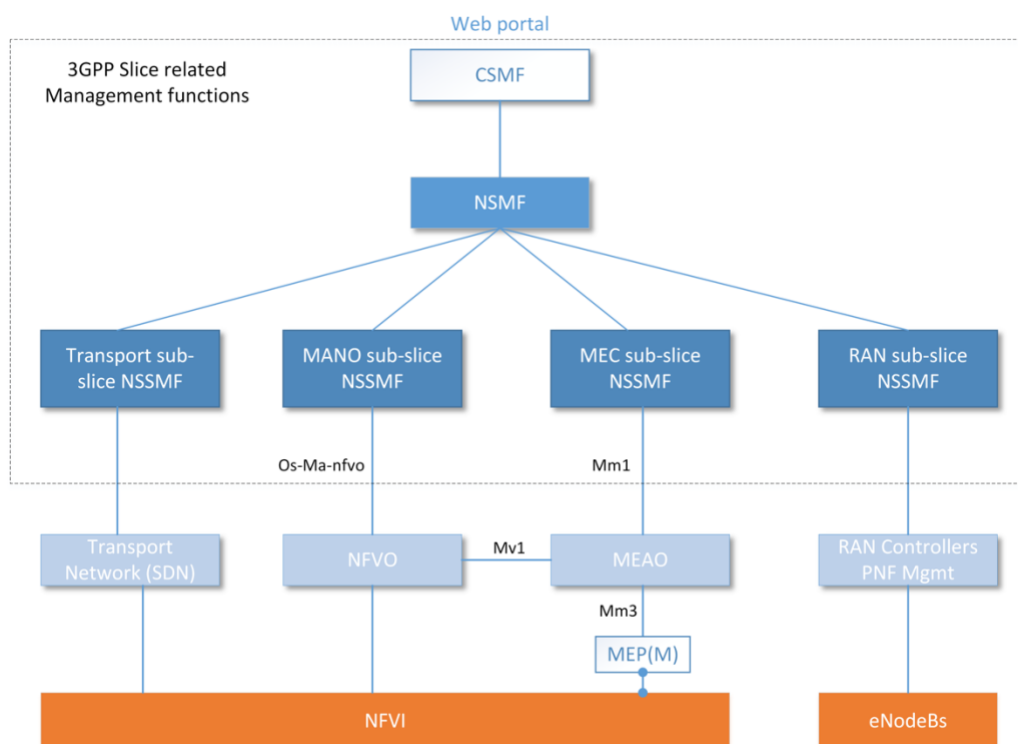 Web portal
3GPP Slice related
Management functions
CSMF
NSMF
Transport sub-
slice NSSMF
MANO sub-slice
NSSMF
MEC sub-slice
NSSMF
RAN sub-slice
NSSMF
Os-Ma-nfvo
Mm1
Transport
Network (SDN)
NFVO
Mv1
MEAO
RAN Controllers
PNF Mgmt
Mm3
MEP(M)
NFVI
eNodeBs